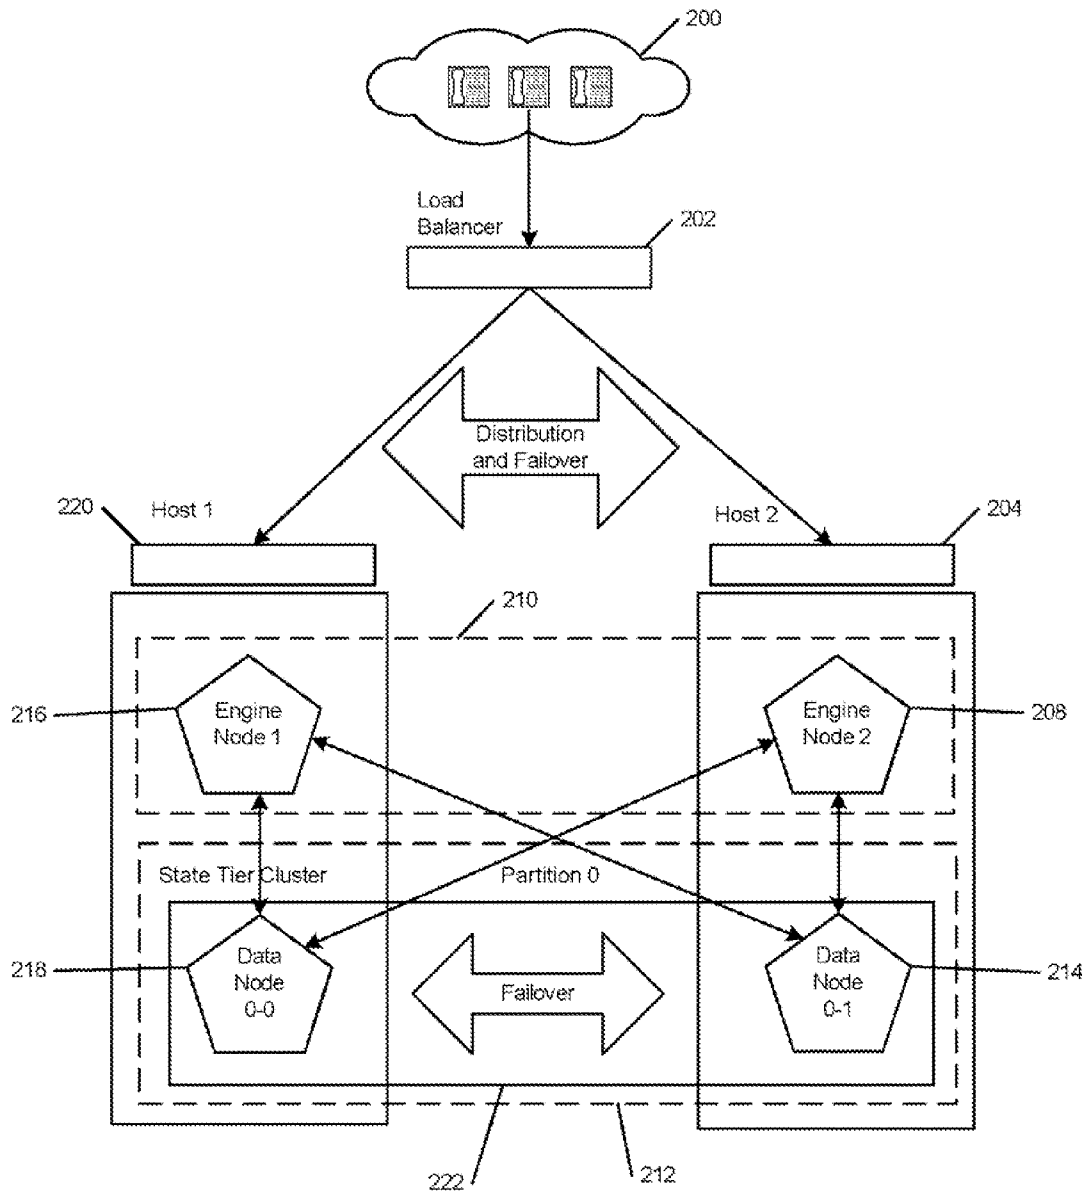 200
Load
Balancer
202
Distribution
and Failover
220
Host 1
Host 2
204
210
216
Engine
Node 1
Engine
Node 2
208
State Tier Cluster
Partition 0
218
Data
Node
0-0
Failover
Data
Node
0-1
214
222
212